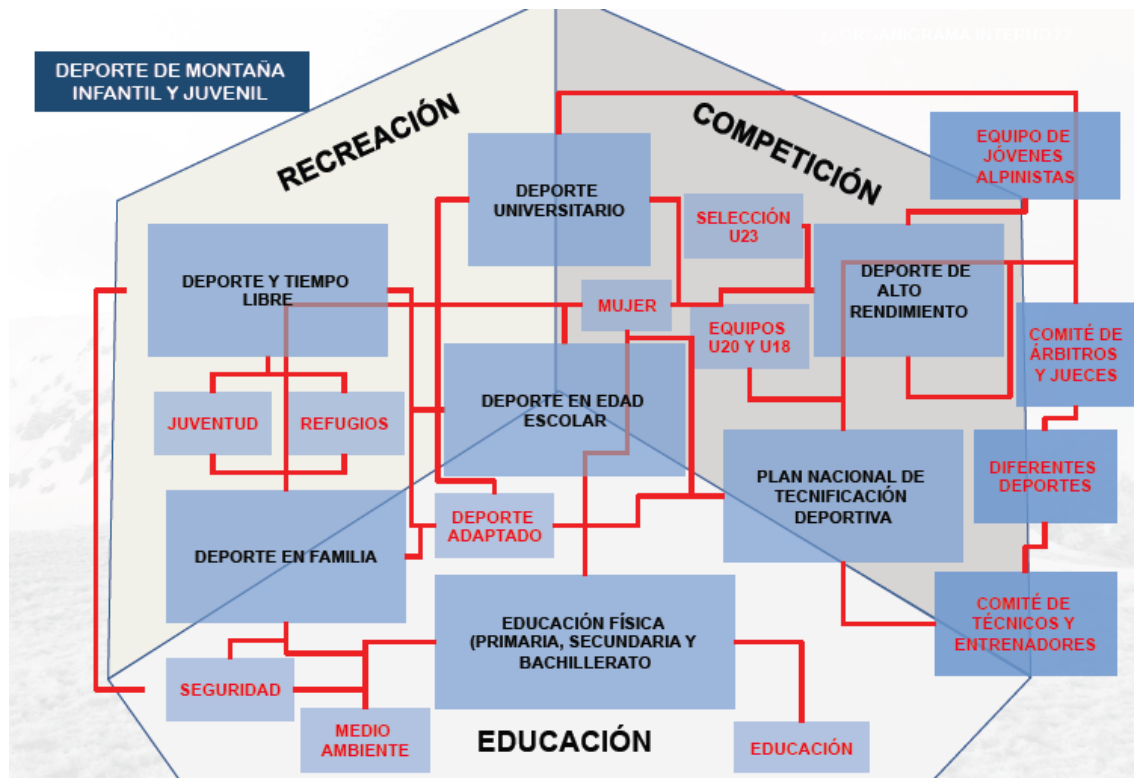 ORGANIGRAMA INTERNO
DEPORTE DE MONTAÑA
INFANTIL Y JUVENIL
RECREACIÓN
COMPETICIÓN
EQUIPO DE
JÓVENES
ALPINISTAS
DEPORTE
UNIVERSITARIO
SELECCIÓN
U23
DEPORTE Y TIEMPO
LIBRE
DEPORTE DE
ALTO
RENDIMIENTO
MUJER
EQUIPOS
U20 Y U18
COMITÉ DE
ÁRBITROS
Y JUECES
JUVENTUD
REFUGIOS
DEPORTE EN EDAD
ESCOLAR
PLAN NACIONAL DE
TECNIFICACIÓN
DEPORTIVA
DIFERENTES
DEPORTES
DEPORTE
ADAPTADO
DEPORTE EN FAMILIA
EDUCACIÓN FÍSICA
(PRIMARIA, SECUNDARIA Y
BACHILLERATO
COMITÉ DE
TÉCNICOS Y
ENTRENADORES
SEGURIDAD
MEDIO
AMBIENTE
EDUCACIÓN
EDUCACIÓN